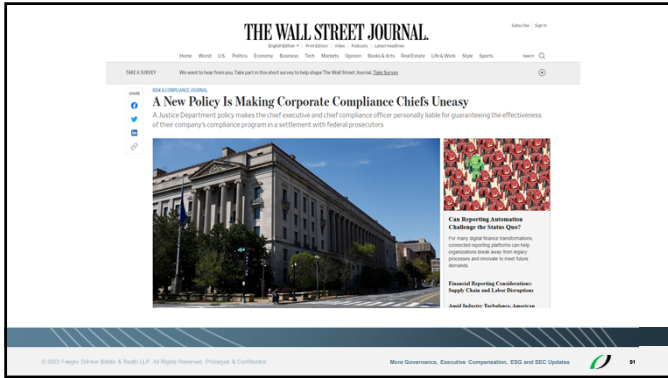 THE WALL STREET JOURNAL.
Subscribe | Sign In
English Edition | Print Edition | Video | Podcasts | Latest Headlines
Home World U.S. Politics Economy Business Tech Markets Opinion Books & Arts Real Estate Life & Work Style Sports Search
TAKE A SURVEY We want to hear from you. Take part in this short survey to help shape The Wall Street Journal. Take Survey
SHARE
RISK & COMPLIANCE JOURNAL
A New Policy Is Making Corporate Compliance Chiefs Uneasy
A Justice Department policy makes the chief executive and chief compliance officer personally liable for guaranteeing the effectiveness
of their company's compliance program in a settlement with federal prosecutors
Can Reporting Automation
Challenge the Status Quo?
For many digital finance transformations,
connected reporting platforms can help
organizations break away from legacy
processes and innovate to meet future
demands.
Financial Reporting Considerations:
Supply Chain and Labor Disruptions
Amid Industry Turbulence, American
© 2023 Faegre Drinker Biddle & Reath LLP. All Rights Reserved. Privileged & Confidential.
More Governance, Executive Compensation, ESG and SEC Updates
91